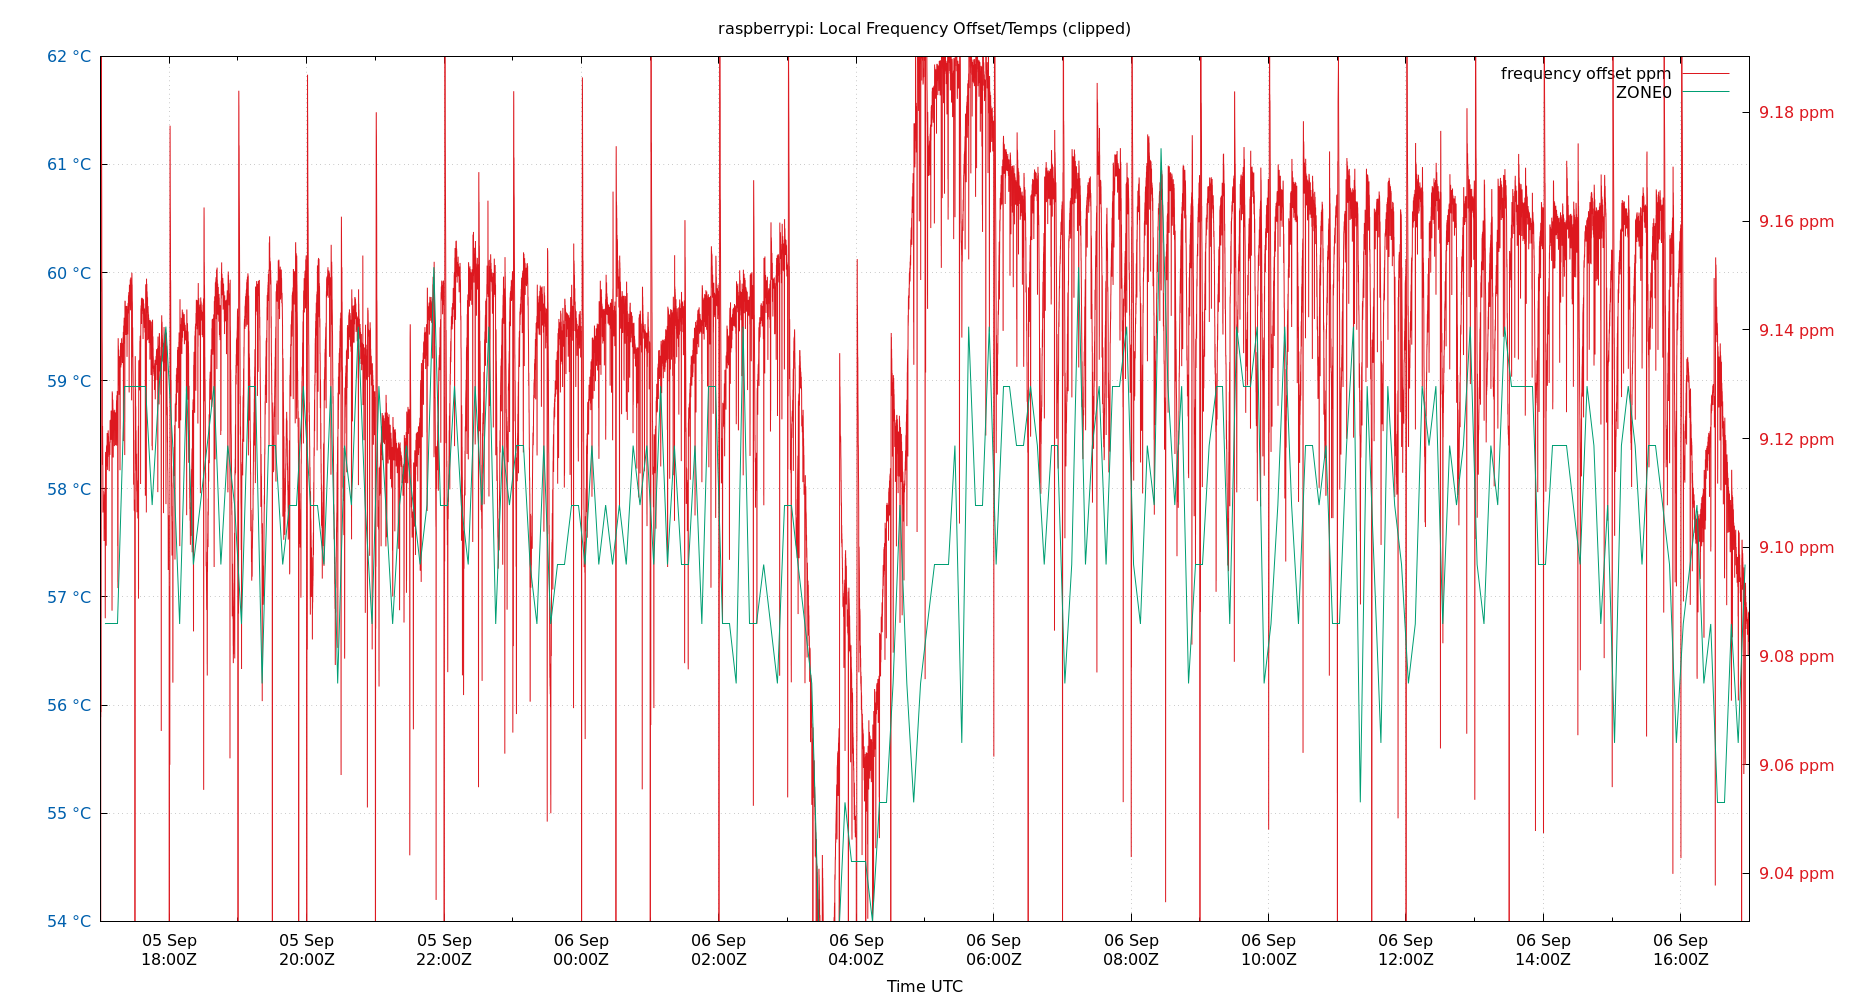 raspberrypi: Local Frequency Offset/Temps (clipped)
frequency offset ppm
ZONE0
62 °C
61 °C
60 °C
59 °C
58 °C
57 °C
56 °C
55 °C
54 °C
9.18 ppm
9.16 ppm
9.14 ppm
9.12 ppm
9.10 ppm
9.08 ppm
9.06 ppm
9.04 ppm
05 Sep 05 Sep 05 Sep 06 Sep 06 Sep 06 Sep 06 Sep 06 Sep 06 Sep 06 Sep 06 Sep 06 Sep
18:00Z 20:00Z 22:00Z 00:00Z 02:00Z 04:00Z 06:00Z 08:00Z 10:00Z 12:00Z 14:00Z 16:00Z
Time UTC